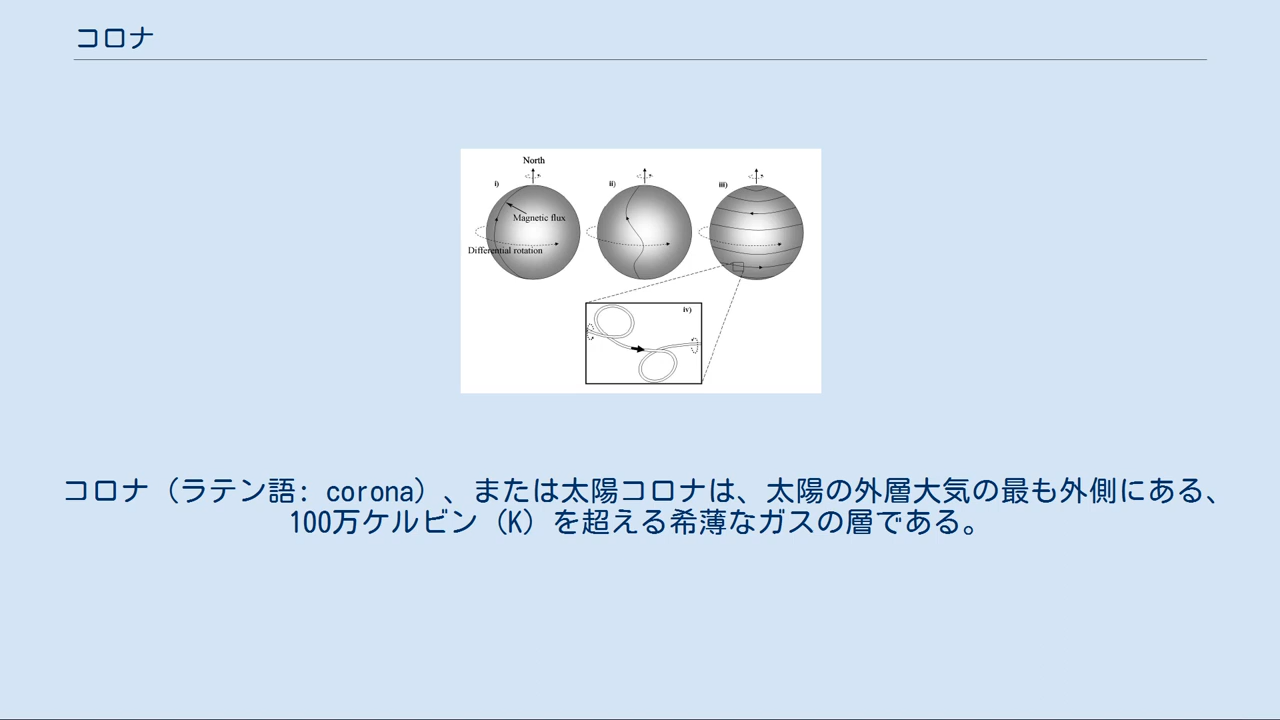 コロナ
North
i)
ii)
iii)
Magnetic flux
Differential rotation
iv)
コロナ（ラテン語: corona）、または太陽コロナは、太陽の外層大気の最も外側にある、
100万ケルビン（K）を超える希薄なガスの層である。